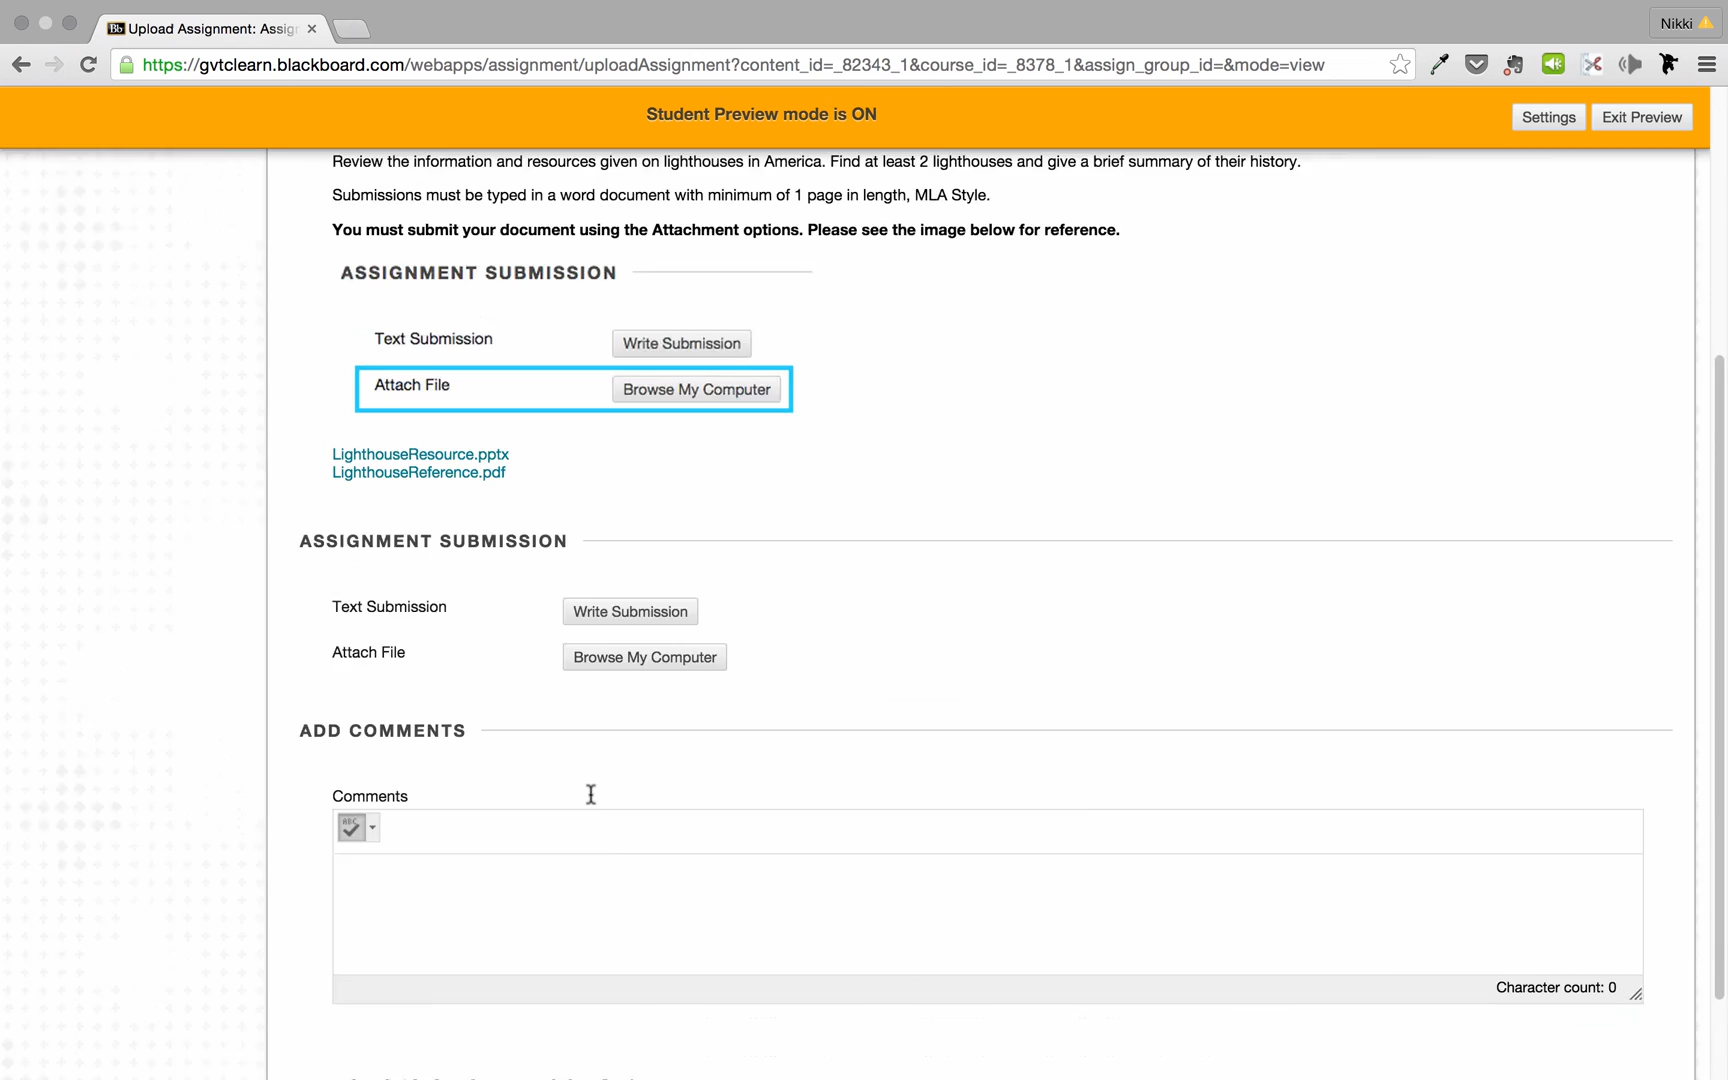 Upload Assignment: Assign
Nikki
https://gvtclearn.blackboard.com/webapps/assignment/uploadAssignment?content_id=_82343_1&course_id=_8378_1&assign_group_id=&mode=view
Student Preview mode is ON
Settings
Exit Preview
Review the information and resources given on lighthouses in America. Find at least 2 lighthouses and give a brief summary of their history.
Submissions must be typed in a word document with minimum of 1 page in length, MLA Style.
You must submit your document using the Attachment options. Please see the image below for reference.
ASSIGNMENT SUBMISSION
Text Submission
Write Submission
Attach File
Browse My Computer
LighthouseResource.pptx
LighthouseReference.pdf
ASSIGNMENT SUBMISSION
Text Submission
Write Submission
Attach File
Browse My Computer
ADD COMMENTS
Comments
ABC
Character count: 0